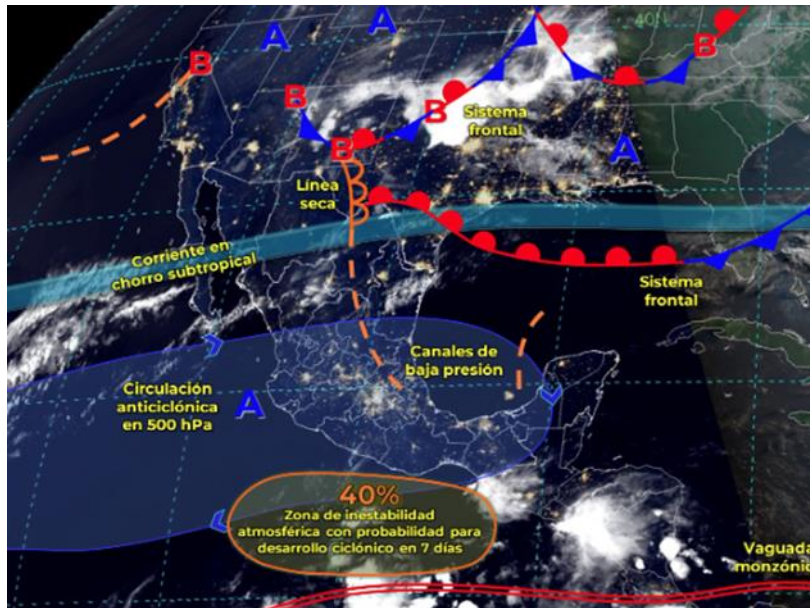 A
A
40N
B
B
B
B
B
Sistema
frontal
A
Línea
seca
Corriente en
chorro subtropical
Sistema
frontal
Canales de
baja presión
Circulación
anticiclónica
en 500 hPa
A
40%
Zona de inestabilidad
atmosférica con probabilidad para
desarrollo ciclónico en 7 días
Vaguada
monzónic